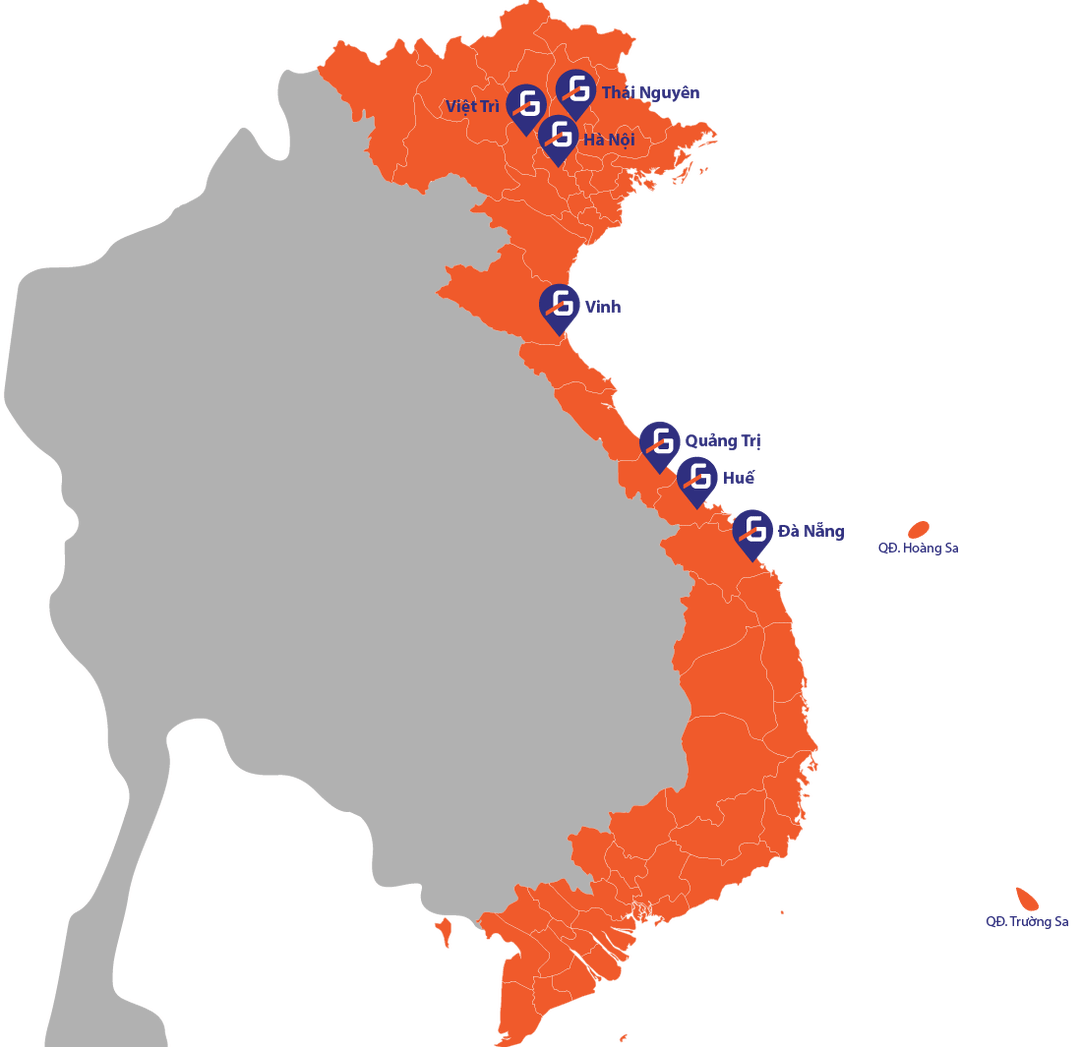 Thái Nguyên
Việt Trì
Hà Nội
Vinh
Quảng Trị
Huế
Đà Nẵng
QĐ. Hoàng Sa
QĐ. Trường Sa